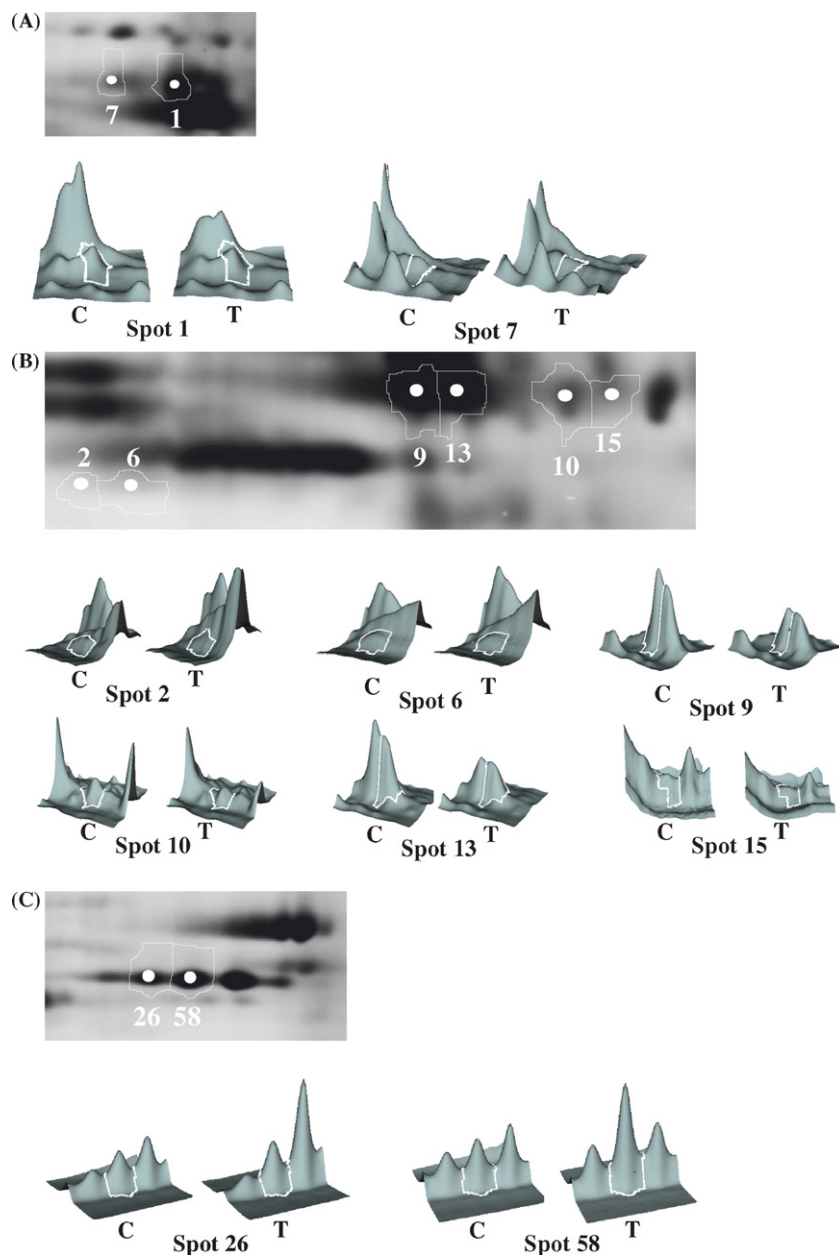 (A)
7 1
C T C T
Spot 1 Spot 7
(B)
2 6 9 13 10 15
C T C T C T
Spot 2 Spot 6 Spot 9
C T C T C T
Spot 10 Spot 13 Spot 15
(C)
26 58
C T C T
Spot 26 Spot 58